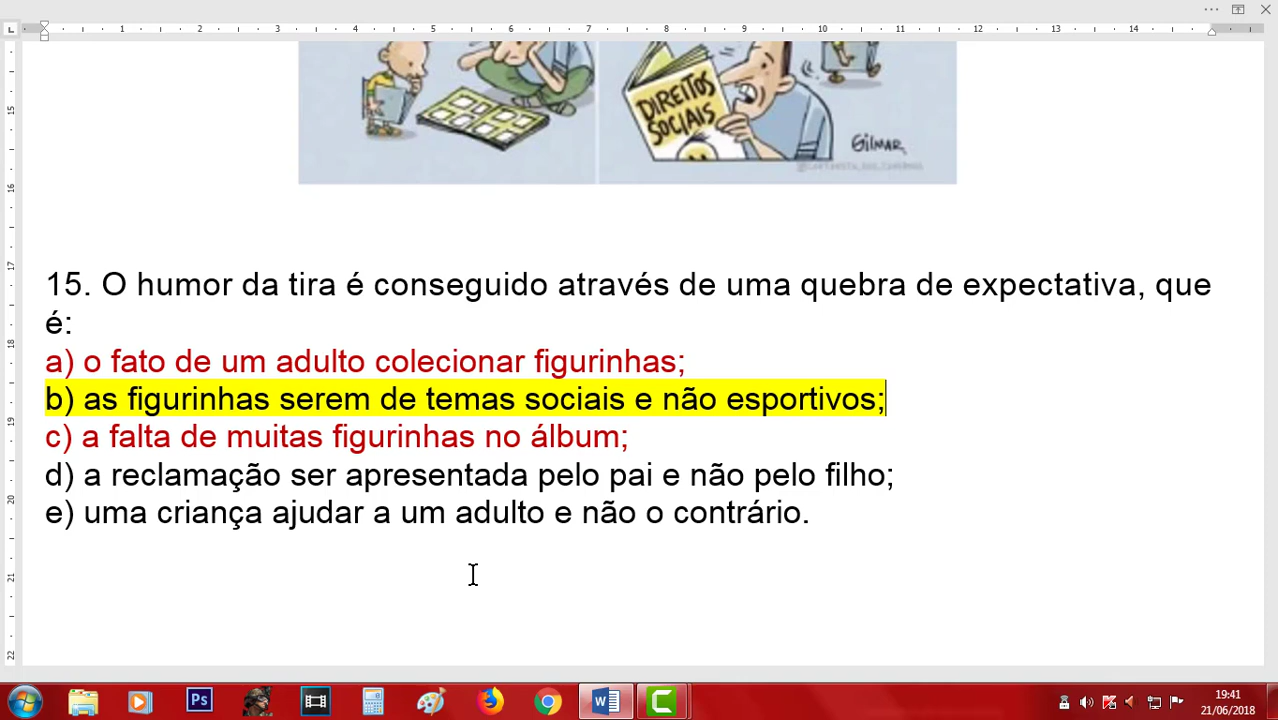 DIREITOS
SOCIAIS
GILMAR
15. O humor da tira é conseguido através de uma quebra de expectativa, que
é:
a) o fato de um adulto colecionar figurinhas;
b) as figurinhas serem de temas sociais e não esportivos;
c) a falta de muitas figurinhas no álbum;
d) a reclamação ser apresentada pelo pai e não pelo filho;
e) uma criança ajudar a um adulto e não o contrário.
Ps
19:41
21/06/2018